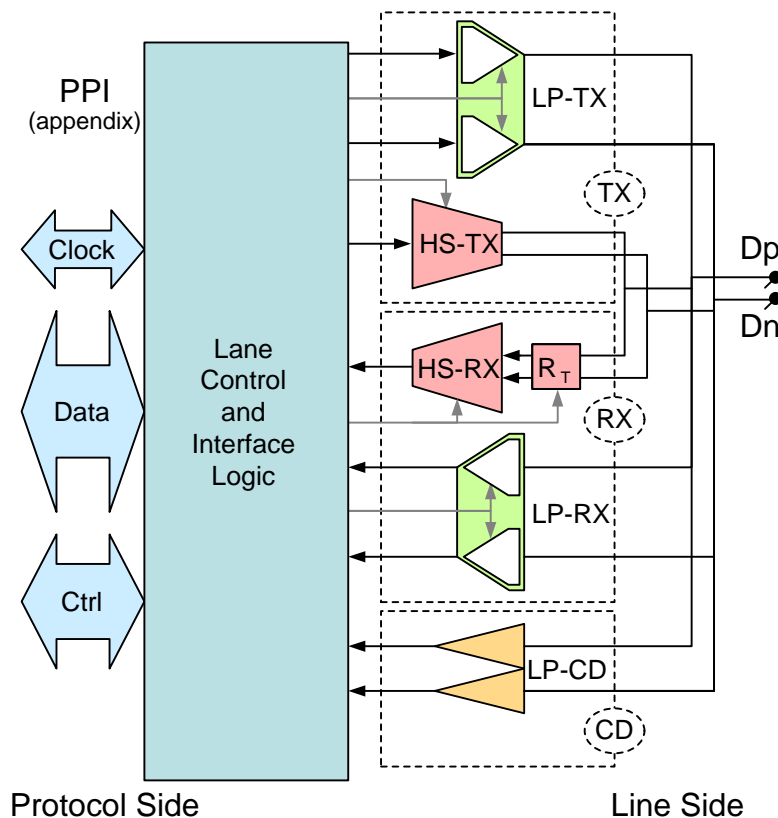 PPI
(appendix)
Clock
Data
Ctrl
Lane
Control
and
Interface
Logic
LP-TX
TX
HS-TX
Dp
Dn
HS-RX
RT
RX
LP-RX
LP-CD
CD
Protocol Side
Line Side